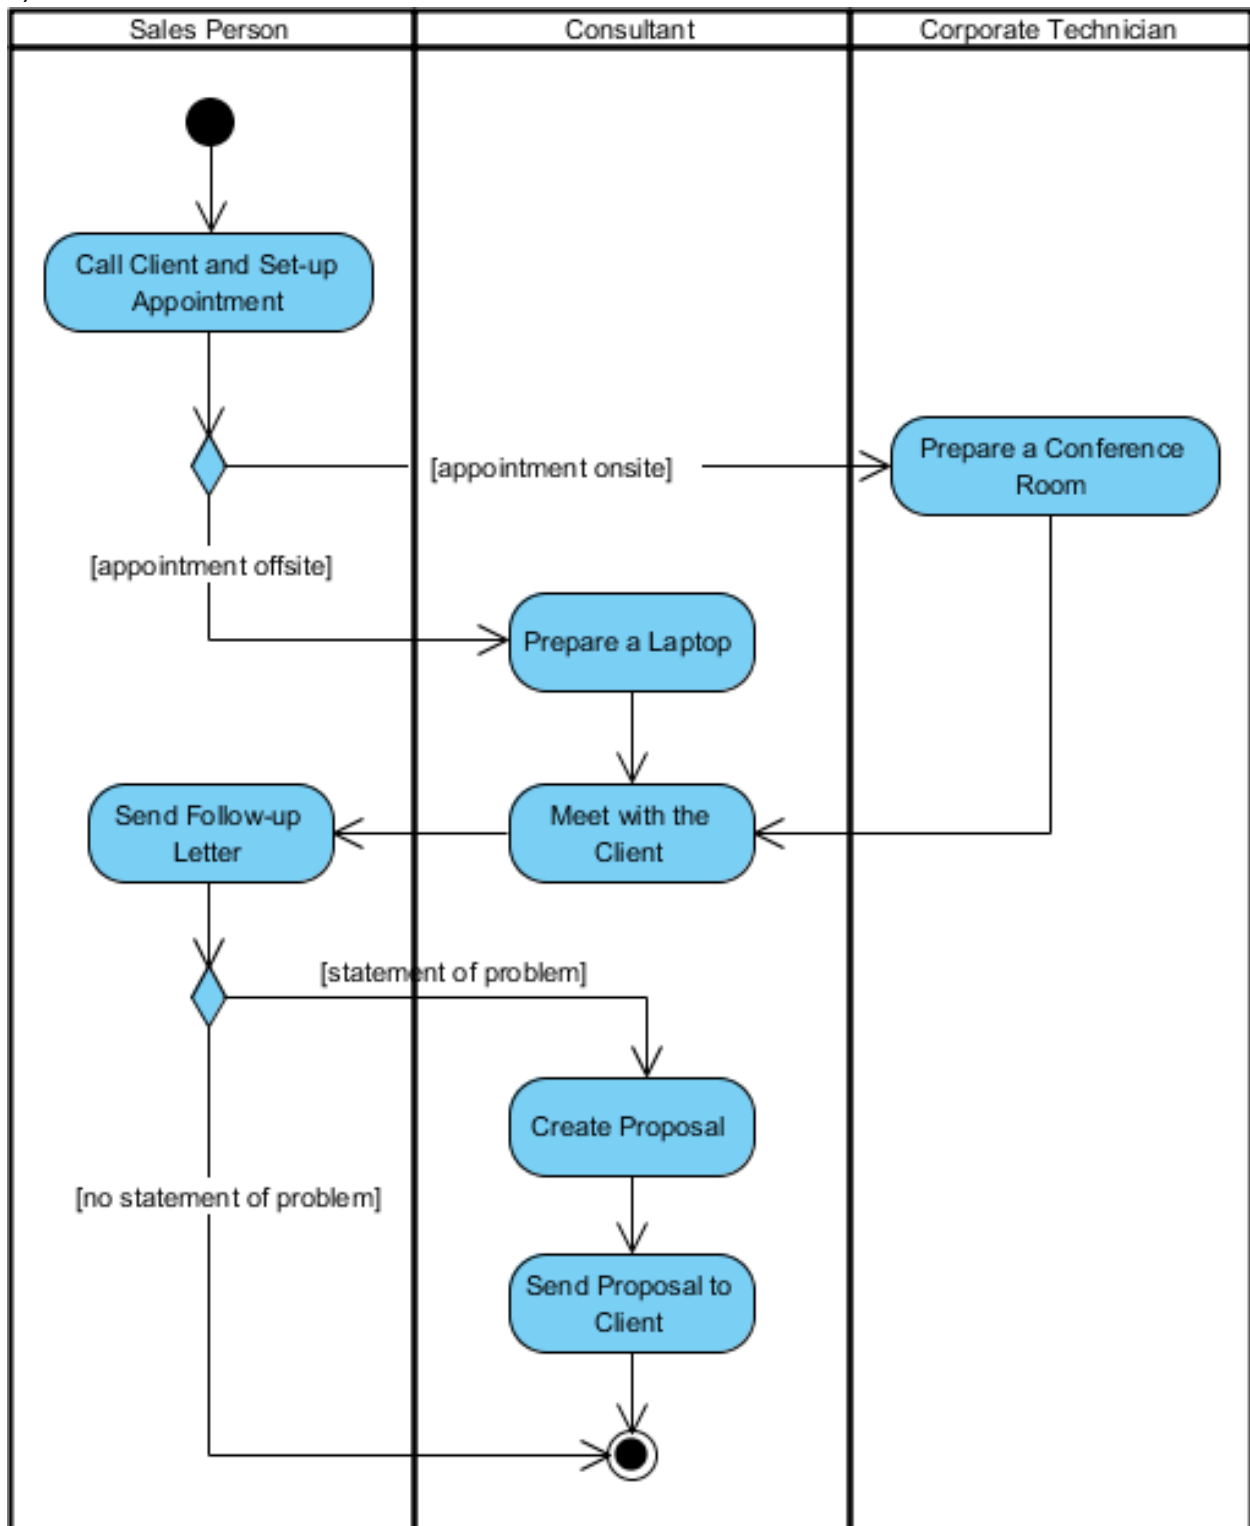 Sales Person
Consultant
Corporate Technician
Call Client and Set-up
Appointment
[appointment onsite]
Prepare a Conference
Room
[appointment offsite]
Prepare a Laptop
Send Follow-up
Letter
Meet with the
Client
[statement of problem]
Create Proposal
[no statement of problem]
Send Proposal to
Client